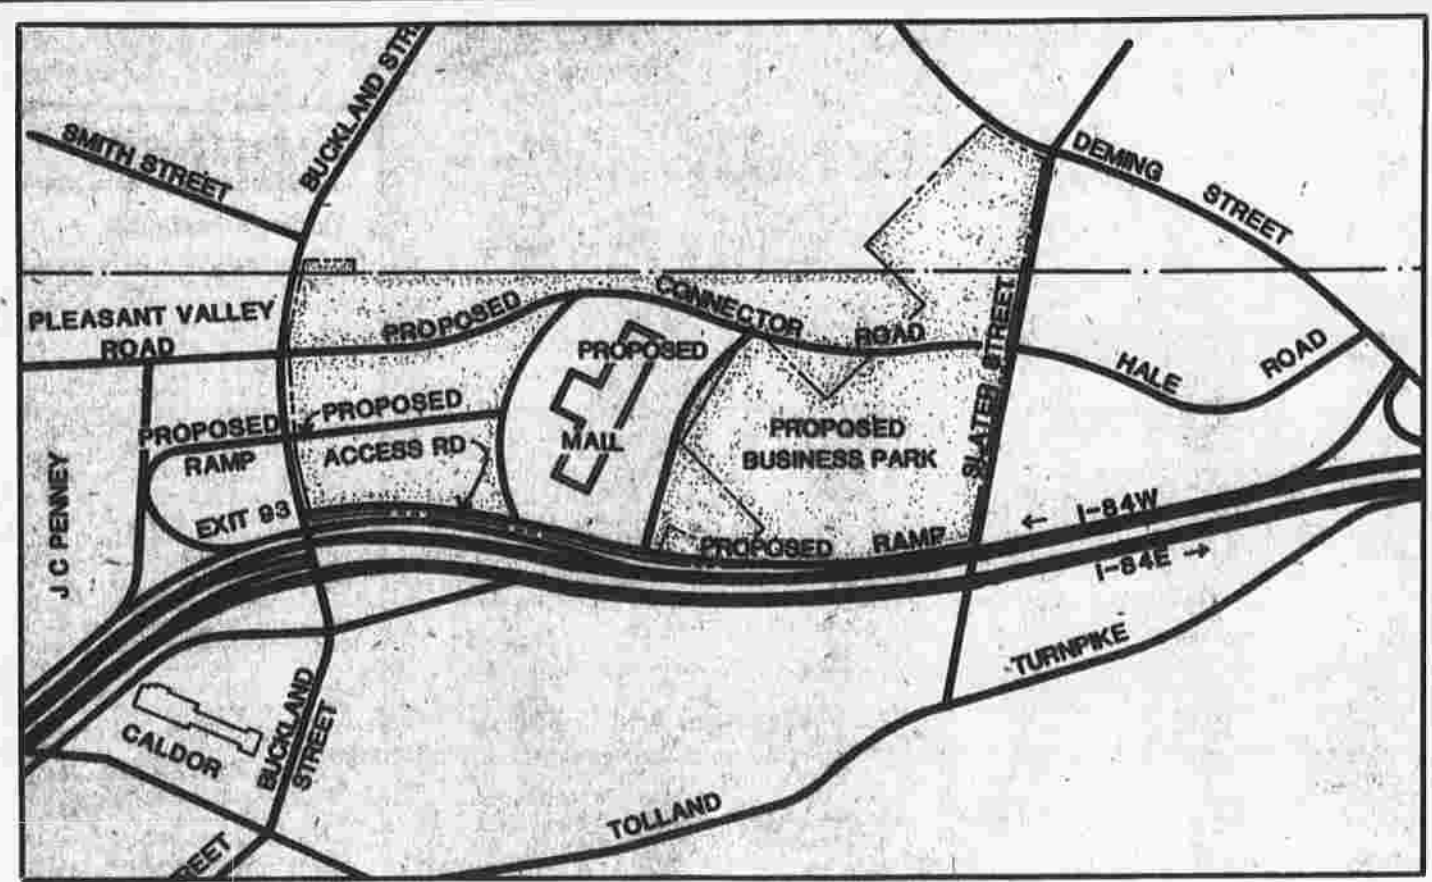 BUCKLAND STR
SMITH STREET
DEMING STREET
PLEASANT VALLEY
ROAD
PROPOSED CONNECTOR ROAD
SLATER STREET
HALE ROAD
PROPOSED
MALL
PROPOSED
ACCESS RD
PROPOSED
RAMP
EXIT 93
J C PENNEY
PROPOSED
BUSINESS PARK
PROPOSED RAMP
← I-84W
I-84E →
TURNPIKE
TOLLAND
CALDOR
BUCKLAND
STREET
REET